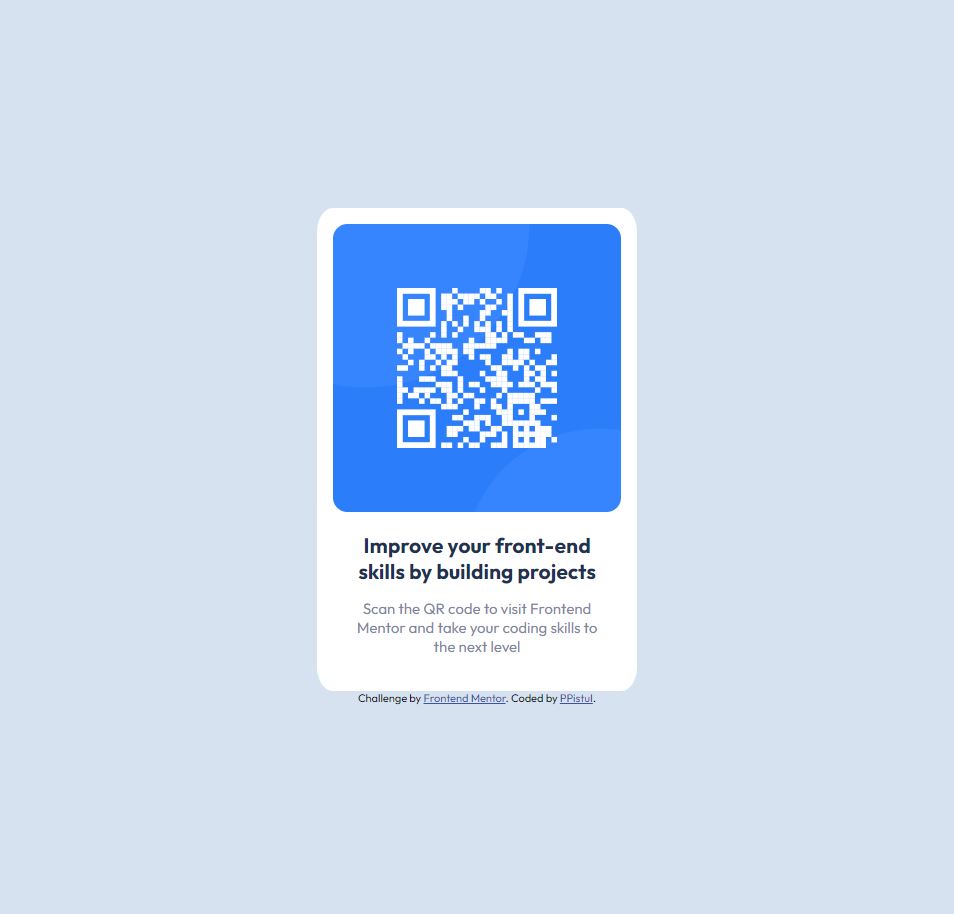 Improve your front-end
skills by building projects
Scan the QR code to visit Frontend
Mentor and take your coding skills to
the next level
Challenge by Frontend Mentor. Coded by PPistul.